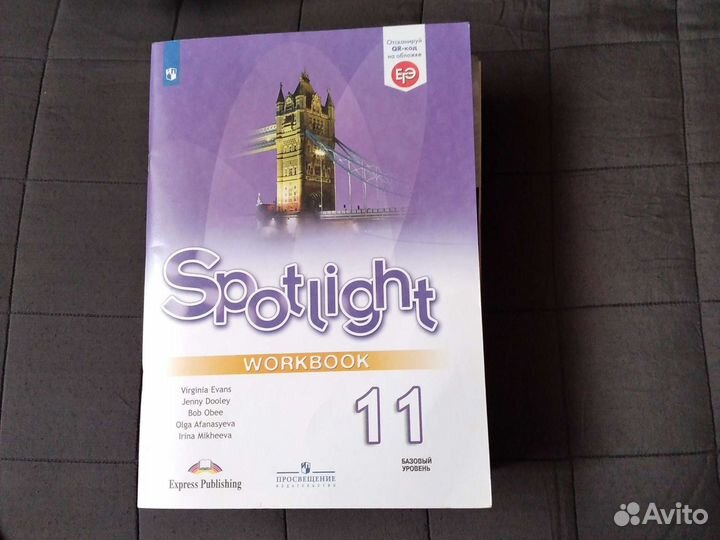 Отсканируй
QR-код
на обложке
ЕГЭ
Spotlight
WORKBOOK
Virginia Evans
Jenny Dooley
Bob Obee
Olga Afanasyeva
Irina Mikheeva
11
БАЗОВЫЙ
УРОВЕНЬ
Express Publishing
ПРОСВЕЩЕНИЕ
ИЗДАТЕЛЬСТВО
Avito